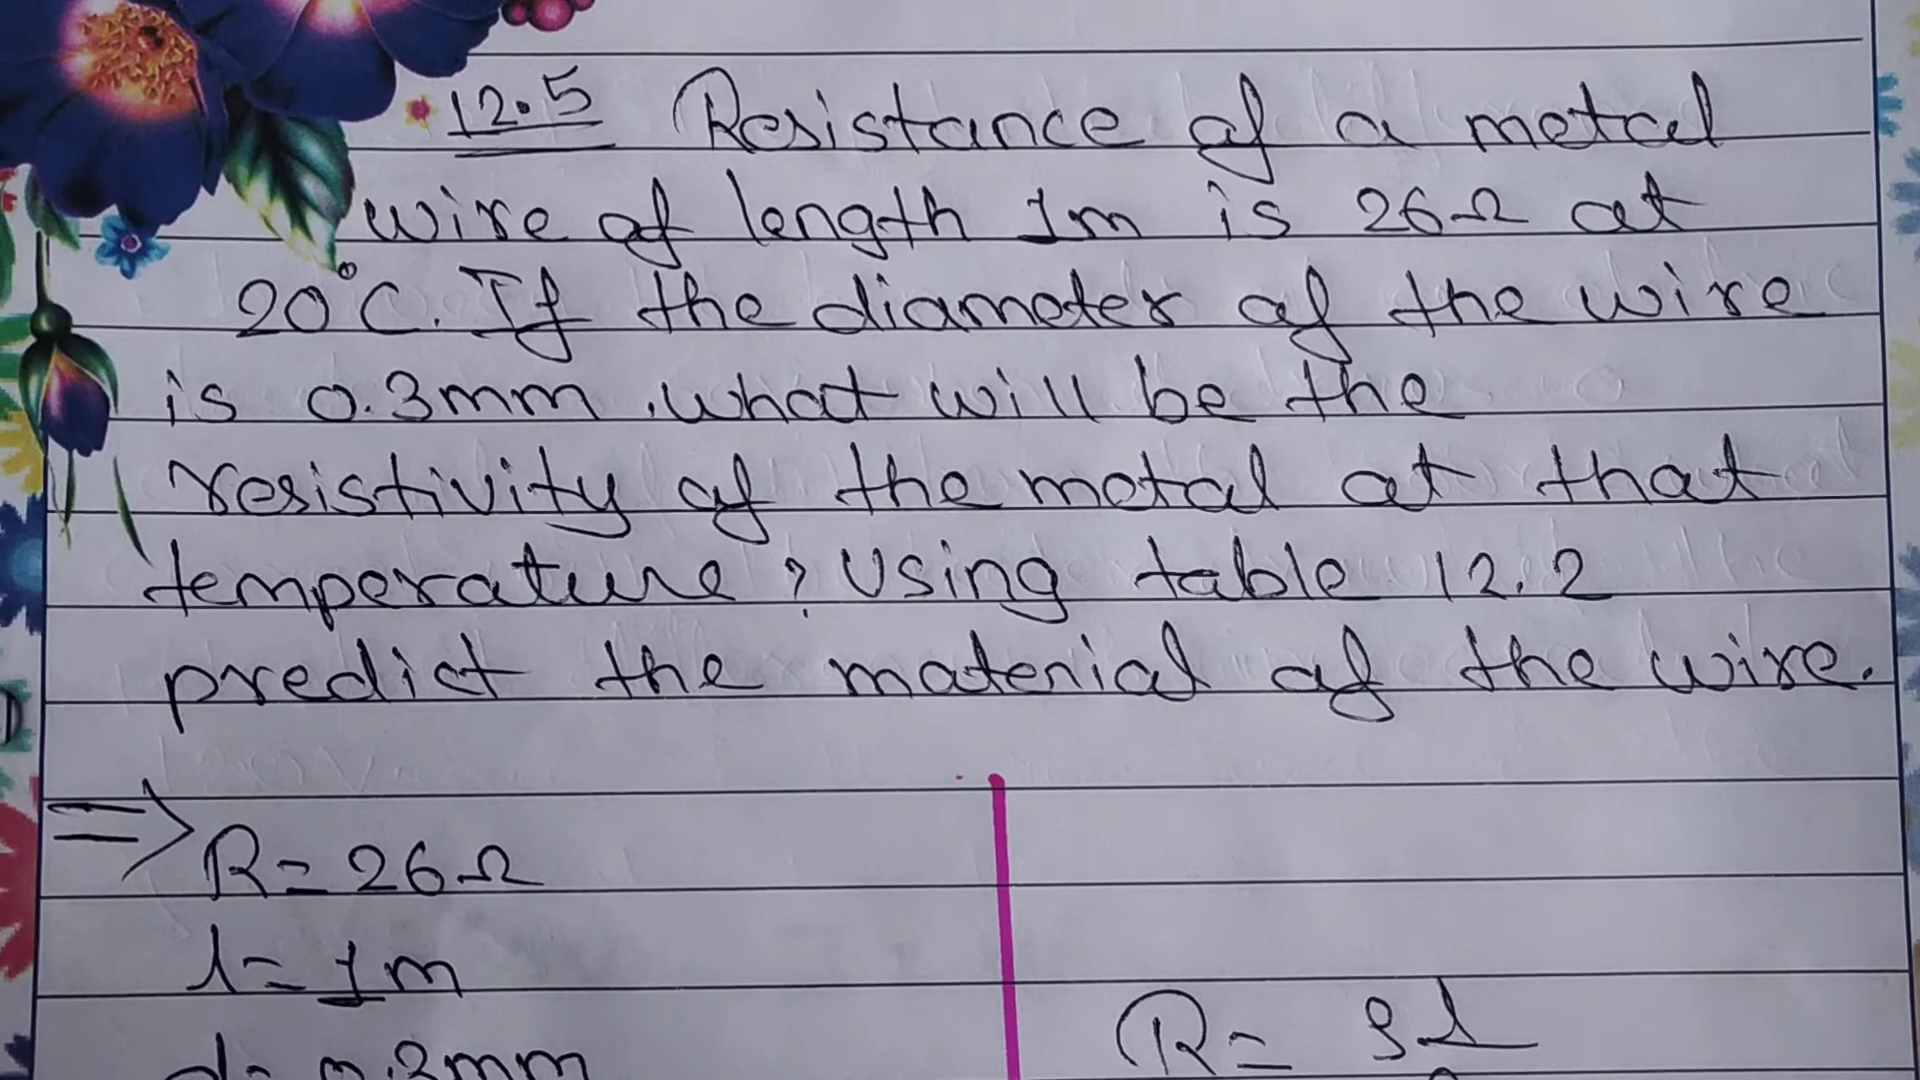 12.5 Resistance of a metal
wire of length 1m is 26Ω at
20°C. If the diameter of the wire
is 0.3mm, what will be the
resistivity of the metal at that
temperature? Using table 12.2
predict the material of the wire.
⇒ R = 26Ω
l = 1m
R = ρl
d = 0.3mm